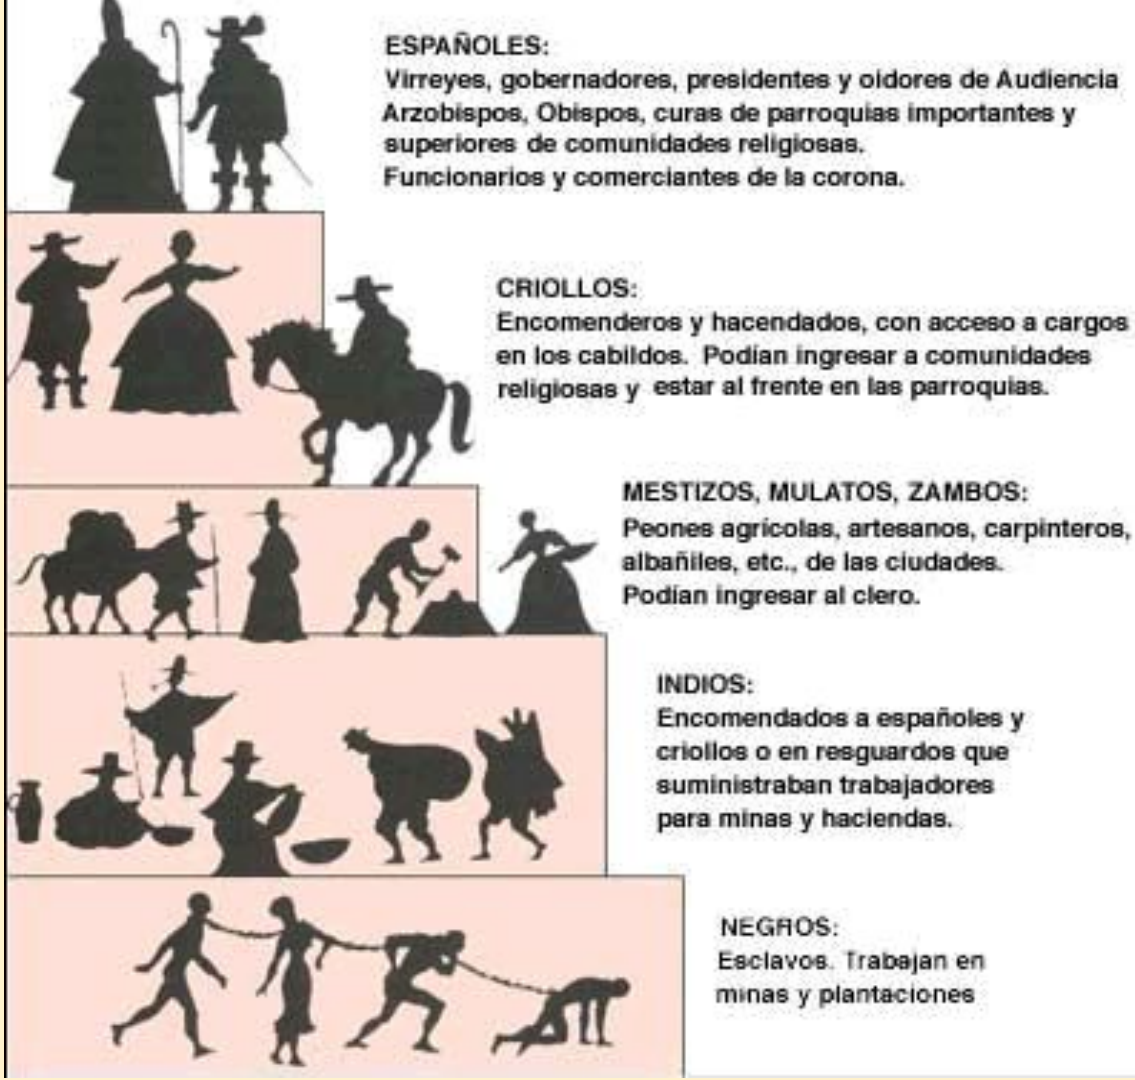 ESPAÑOLES:
Virreyes, gobernadores, presidentes y oidores de Audiencia
Arzobispos, Obispos, curas de parroquias importantes y
superiores de comunidades religiosas.
Funcionarios y comerciantes de la corona.
CRIOLLOS:
Encomenderos y hacendados, con acceso a cargos
en los cabildos. Podían ingresar a comunidades
religiosas y estar al frente en las parroquias.
MESTIZOS, MULATOS, ZAMBOS:
Peones agrícolas, artesanos, carpinteros,
albañiles, etc., de las ciudades.
Podían ingresar al clero.
INDIOS:
Encomendados a españoles y
criollos o en resguardos que
suministraban trabajadores
para minas y haciendas.
NEGROS:
Esclavos. Trabajan en
minas y plantaciones